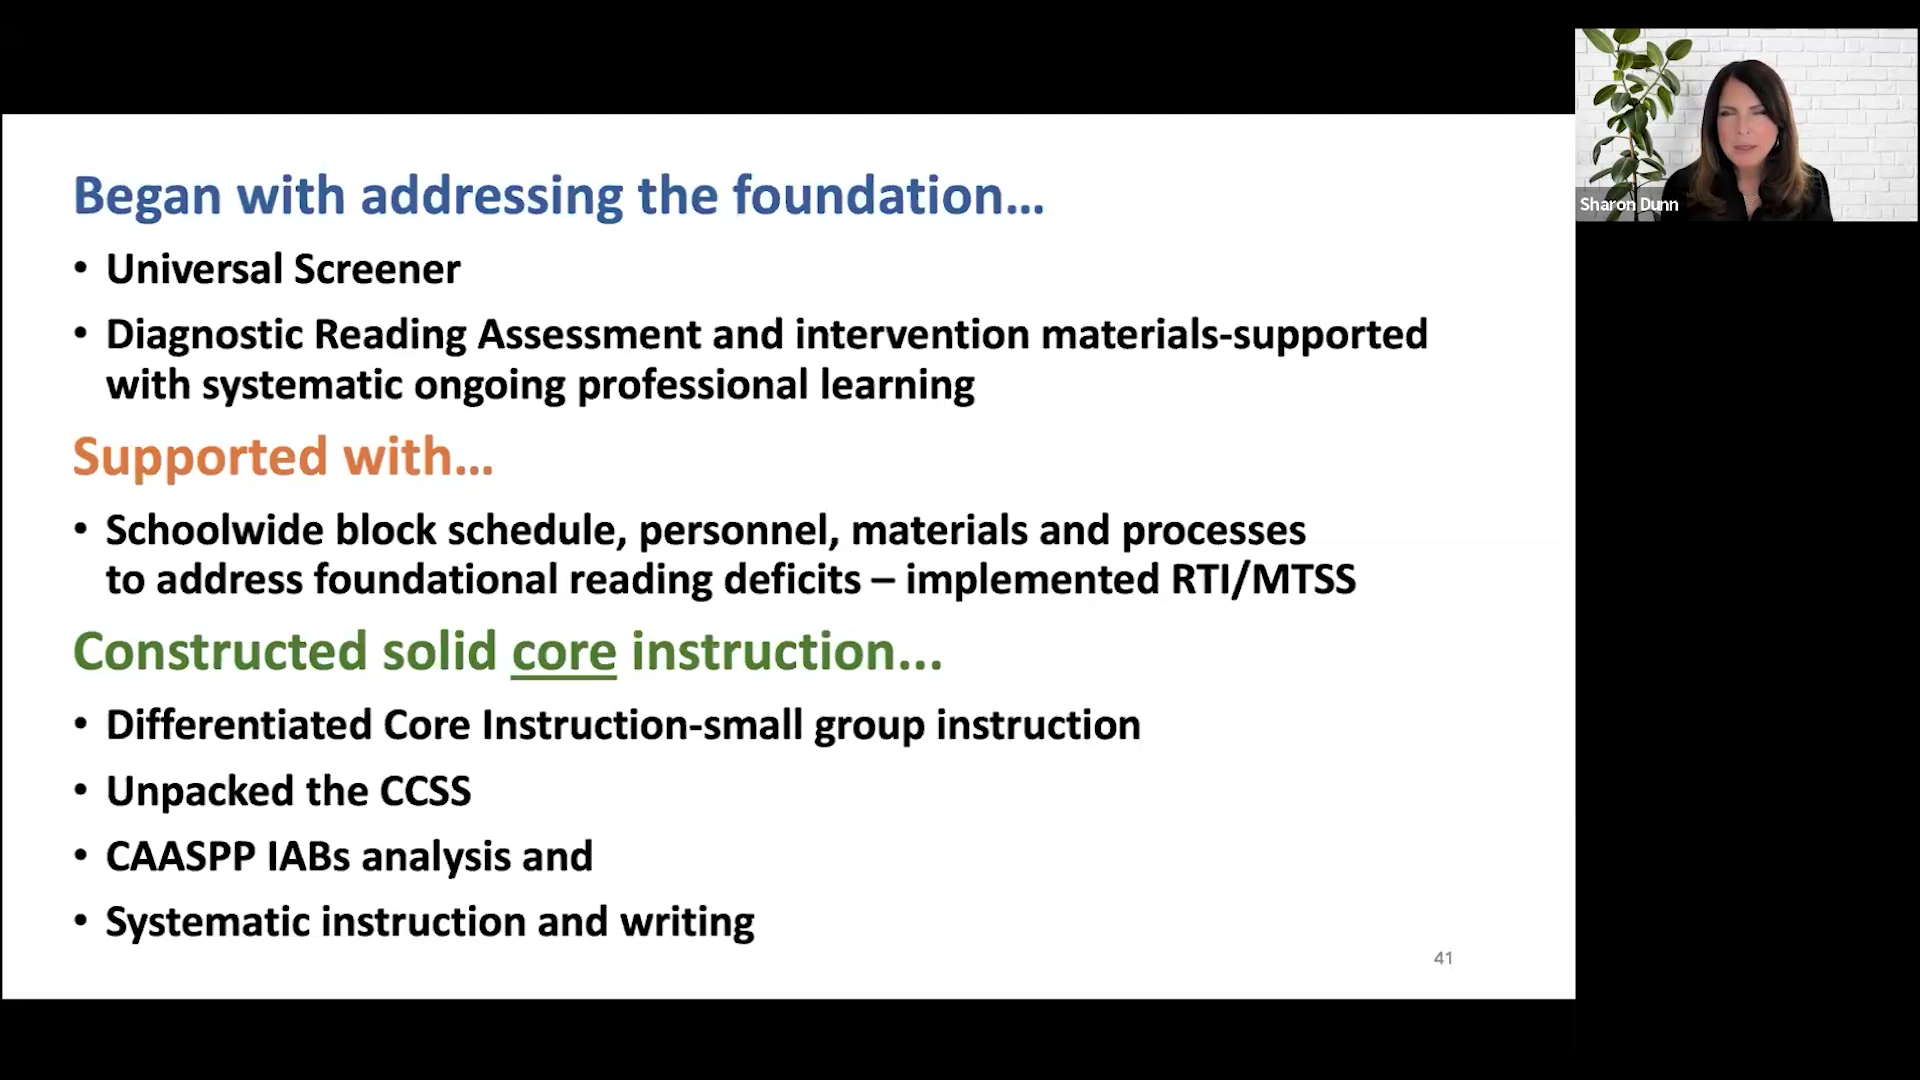 Began with addressing the foundation…
• Universal Screener
• Diagnostic Reading Assessment and intervention materials-supported
with systematic ongoing professional learning
Supported with…
• Schoolwide block schedule, personnel, materials and processes
to address foundational reading deficits – implemented RTI/MTSS
Constructed solid core instruction...
• Differentiated Core Instruction-small group instruction
• Unpacked the CCSS
• CAASPP IABs analysis and
• Systematic instruction and writing
41
Sharon Dunn